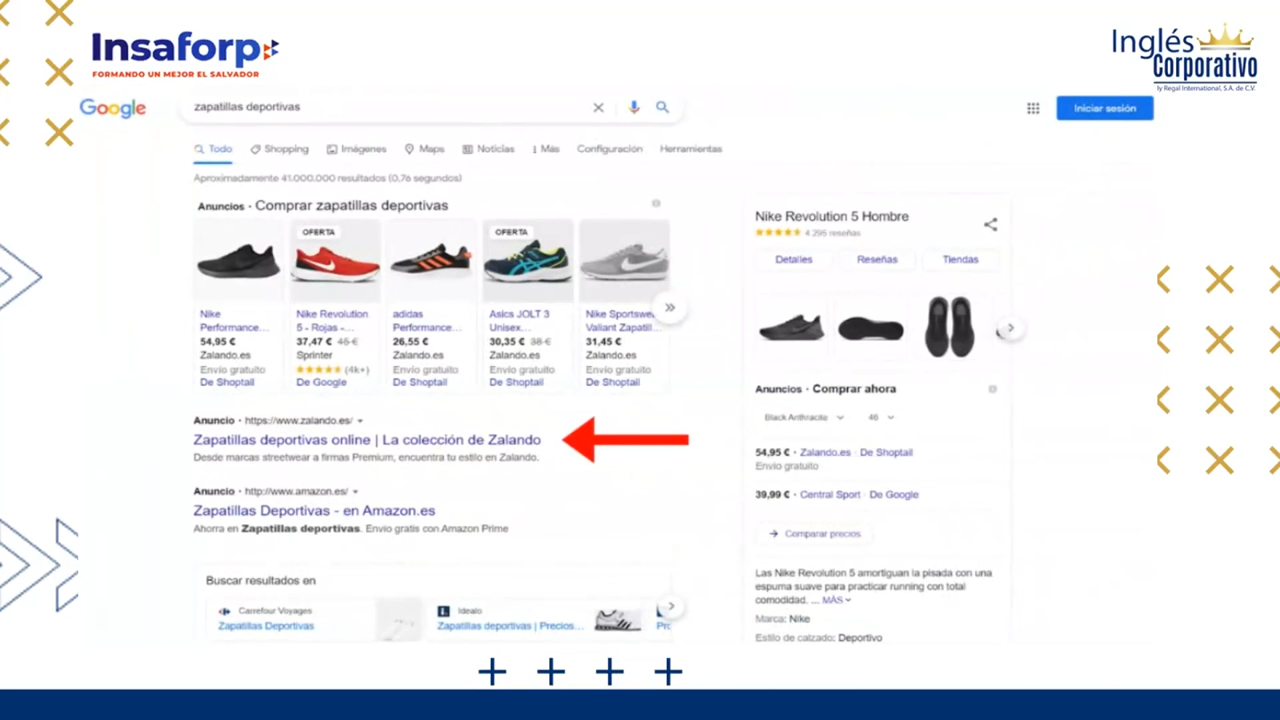 Insaforp
FORMANDO UN MEJOR EL SALVADOR
Inglés
Corporativo
ly Regal International, S.A. de C.V.
Google
zapatillas deportivas
Iniciar sesión
Todo
Shopping
Imágenes
Maps
Noticias
Más
Configuración
Herramientas
Aproximadamente 41.000.000 resultados (0,76 segundos)
Anuncios · Comprar zapatillas deportivas
OFERTA
OFERTA
Nike
Performance...
54,95 €
Zalando.es
Envío gratuito
De Shoptail
Nike Revolution
5 - Rojas -...
37,47 € 45 €
Sprinter
(4k+)
De Google
adidas
Performance...
26,55 €
Zalando.es
Envío gratuito
De Shoptail
Asics JOLT 3
Unisex...
30,35 € 38 €
Zalando.es
Envío gratuito
De Shoptail
Nike Sportswe
Valiant Zapatil...
31,45 €
Zalando.es
Envío gratuito
De Shoptail
Anuncio · https://www.zalando.es/
Zapatillas deportivas online | La colección de Zalando
Desde marcas streetwear a firmas Premium, encuentra tu estilo en Zalando.
Anuncio · http://www.amazon.es/
Zapatillas Deportivas - en Amazon.es
Ahorra en Zapatillas deportivas. Envío gratis con Amazon Prime
Buscar resultados en
Carrefour Voyages
Zapatillas Deportivas
Idealo
Zapatillas deportivas | Precios...
Pro
Nike Revolution 5 Hombre
4.295 reseñas
Detalles
Reseñas
Tiendas
Anuncios · Comprar ahora
Black Anthracite
46
54,95 € · Zalando.es · De Shoptail
Envío gratuito
39,99 € · Central Sport · De Google
Comparar precios
Las Nike Revolution 5 amortiguan la pisada con una
espuma suave para practicar running con total
comodidad. ... MÁS
Marca: Nike
Estilo de calzado: Deportivo